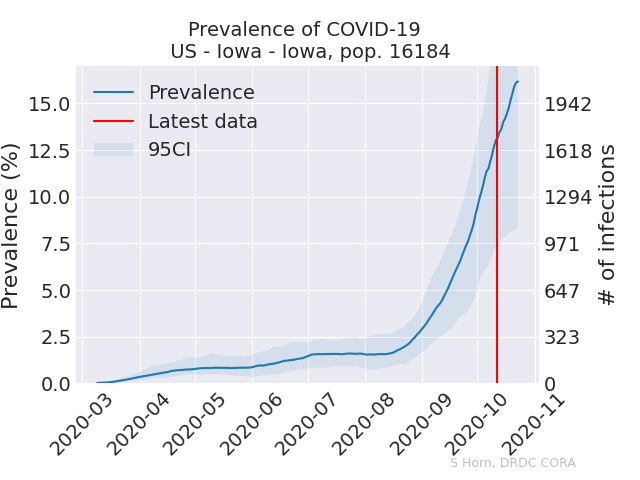 Prevalence of COVID-19
US - Iowa - Iowa, pop. 16184
Prevalence
Latest data
95CI
Prevalence (%)
15.0
12.5
10.0
7.5
5.0
2.5
0.0
1942
1618
1294
971
647
323
0
# of infections
2020-03
2020-04
2020-05
2020-06
2020-07
2020-08
2020-09
2020-10
2020-11
S Horn, DRDC CORA